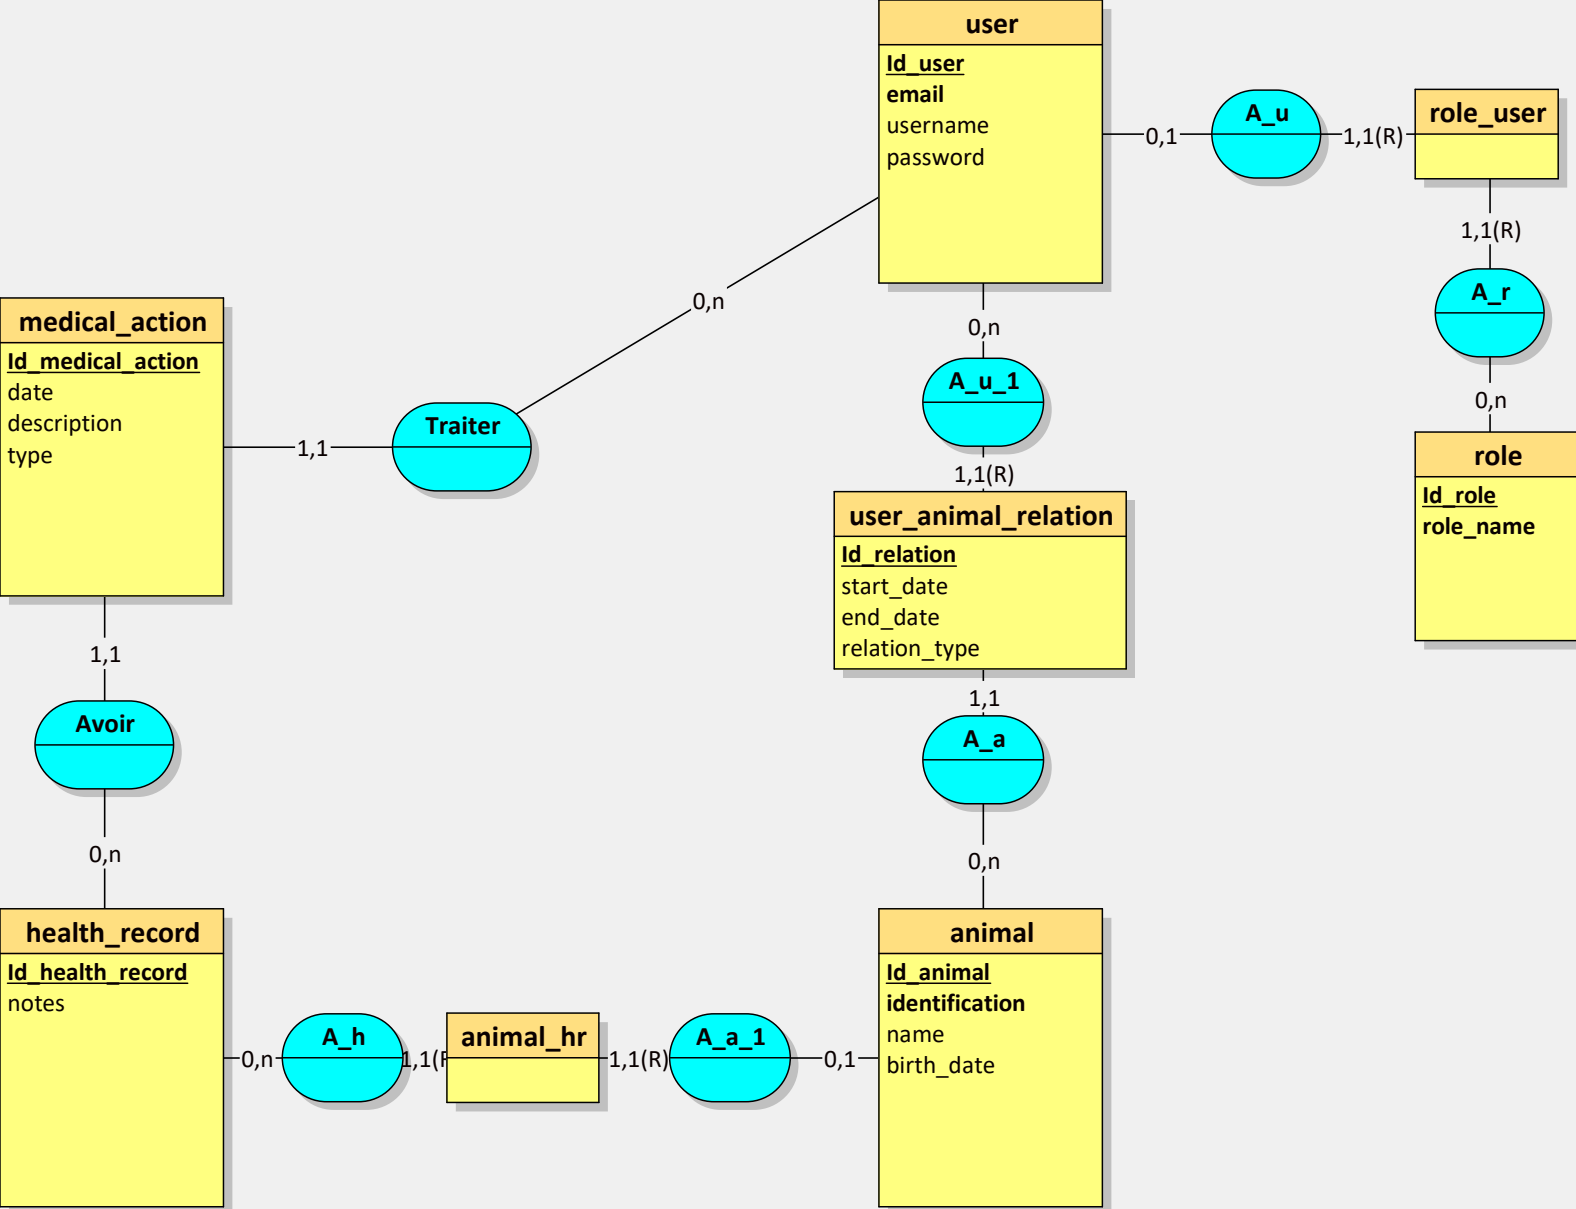 user
Id_user
email
username
password
0,1
A_u
1,1(R)
role_user
1,1(R)
A_r
0,n
role
Id_role
role_name
0,n
0,n
A_u_1
1,1(R)
user_animal_relation
Id_relation
start_date
end_date
relation_type
1,1
A_a
0,n
medical_action
Id_medical_action
date
description
type
1,1
Traiter
1,1
Avoir
0,n
health_record
Id_health_record
notes
0,n
A_h
1,1(R
animal_hr
1,1(R)
A_a_1
0,1
animal
Id_animal
identification
name
birth_date